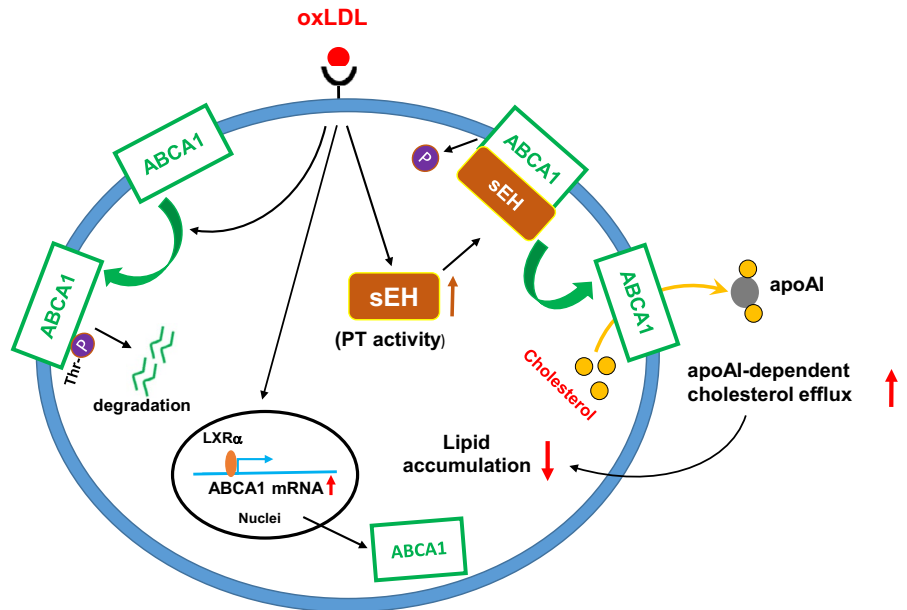 oxLDL
ABCA1
ABCA1
P
sEH
ABCA1
Thr-
P
degradation
sEH
(PT activity)
ABCA1
Cholesterol
apoAI
apoAI-dependent
cholesterol efflux
Lipid
accumulation
LXRα
ABCA1 mRNA
Nuclei
ABCA1